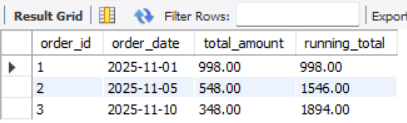 Result Grid Filter Rows: Export
order_id order_date total_amount running_total
1 2025-11-01 998.00 998.00
2 2025-11-05 548.00 1546.00
3 2025-11-10 348.00 1894.00